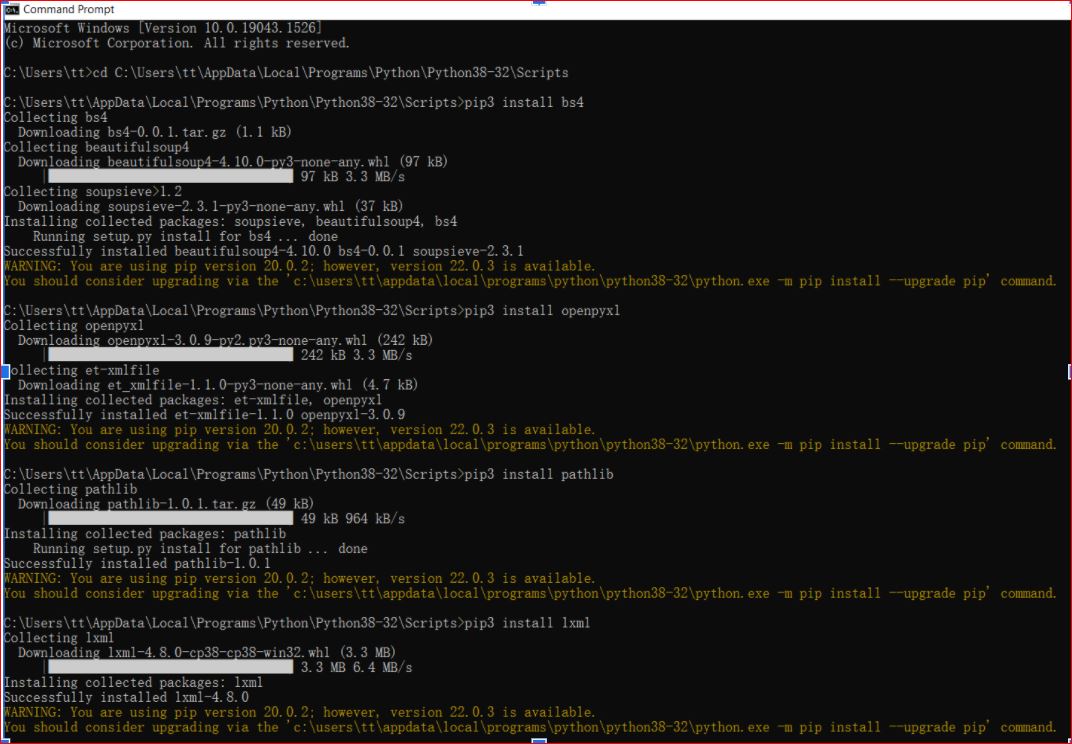 Command Prompt
Microsoft Windows [Version 10.0.19043.1526]
(c) Microsoft Corporation. All rights reserved.
C:\Users\tt>cd C:\Users\tt\AppData\Local\Programs\Python\Python38-32\Scripts
C:\Users\tt\AppData\Local\Programs\Python\Python38-32\Scripts>pip3 install bs4
Collecting bs4
Downloading bs4-0.0.1.tar.gz (1.1 kB)
Collecting beautifulsoup4
Downloading beautifulsoup4-4.10.0-py3-none-any.whl (97 kB)
97 kB 3.3 MB/s
Collecting soupsieve>1.2
Downloading soupsieve-2.3.1-py3-none-any.whl (37 kB)
Installing collected packages: soupsieve, beautifulsoup4, bs4
Running setup.py install for bs4 ... done
Successfully installed beautifulsoup4-4.10.0 bs4-0.0.1 soupsieve-2.3.1
WARNING: You are using pip version 20.0.2; however, version 22.0.3 is available.
You should consider upgrading via the 'c:\users\tt\appdata\local\programs\python\python38-32\python.exe -m pip install --upgrade pip' command.
C:\Users\tt\AppData\Local\Programs\Python\Python38-32\Scripts>pip3 install openpyxl
Collecting openpyxl
Downloading openpyxl-3.0.9-py2.py3-none-any.whl (242 kB)
242 kB 3.3 MB/s
ollecting et-xmlfile
Downloading et_xmlfile-1.1.0-py3-none-any.whl (4.7 kB)
Installing collected packages: et-xmlfile, openpyxl
Successfully installed et-xmlfile-1.1.0 openpyxl-3.0.9
WARNING: You are using pip version 20.0.2; however, version 22.0.3 is available.
You should consider upgrading via the 'c:\users\tt\appdata\local\programs\python\python38-32\python.exe -m pip install --upgrade pip' command.
C:\Users\tt\AppData\Local\Programs\Python\Python38-32\Scripts>pip3 install pathlib
Collecting pathlib
Downloading pathlib-1.0.1.tar.gz (49 kB)
49 kB 964 kB/s
Installing collected packages: pathlib
Running setup.py install for pathlib ... done
Successfully installed pathlib-1.0.1
WARNING: You are using pip version 20.0.2; however, version 22.0.3 is available.
You should consider upgrading via the 'c:\users\tt\appdata\local\programs\python\python38-32\python.exe -m pip install --upgrade pip' command.
C:\Users\tt\AppData\Local\Programs\Python\Python38-32\Scripts>pip3 install lxml
Collecting lxml
Downloading lxml-4.8.0-cp38-cp38-win32.whl (3.3 MB)
3.3 MB 6.4 MB/s
Installing collected packages: lxml
Successfully installed lxml-4.8.0
WARNING: You are using pip version 20.0.2; however, version 22.0.3 is available.
You should consider upgrading via the 'c:\users\tt\appdata\local\programs\python\python38-32\python.exe -m pip install --upgrade pip' command.